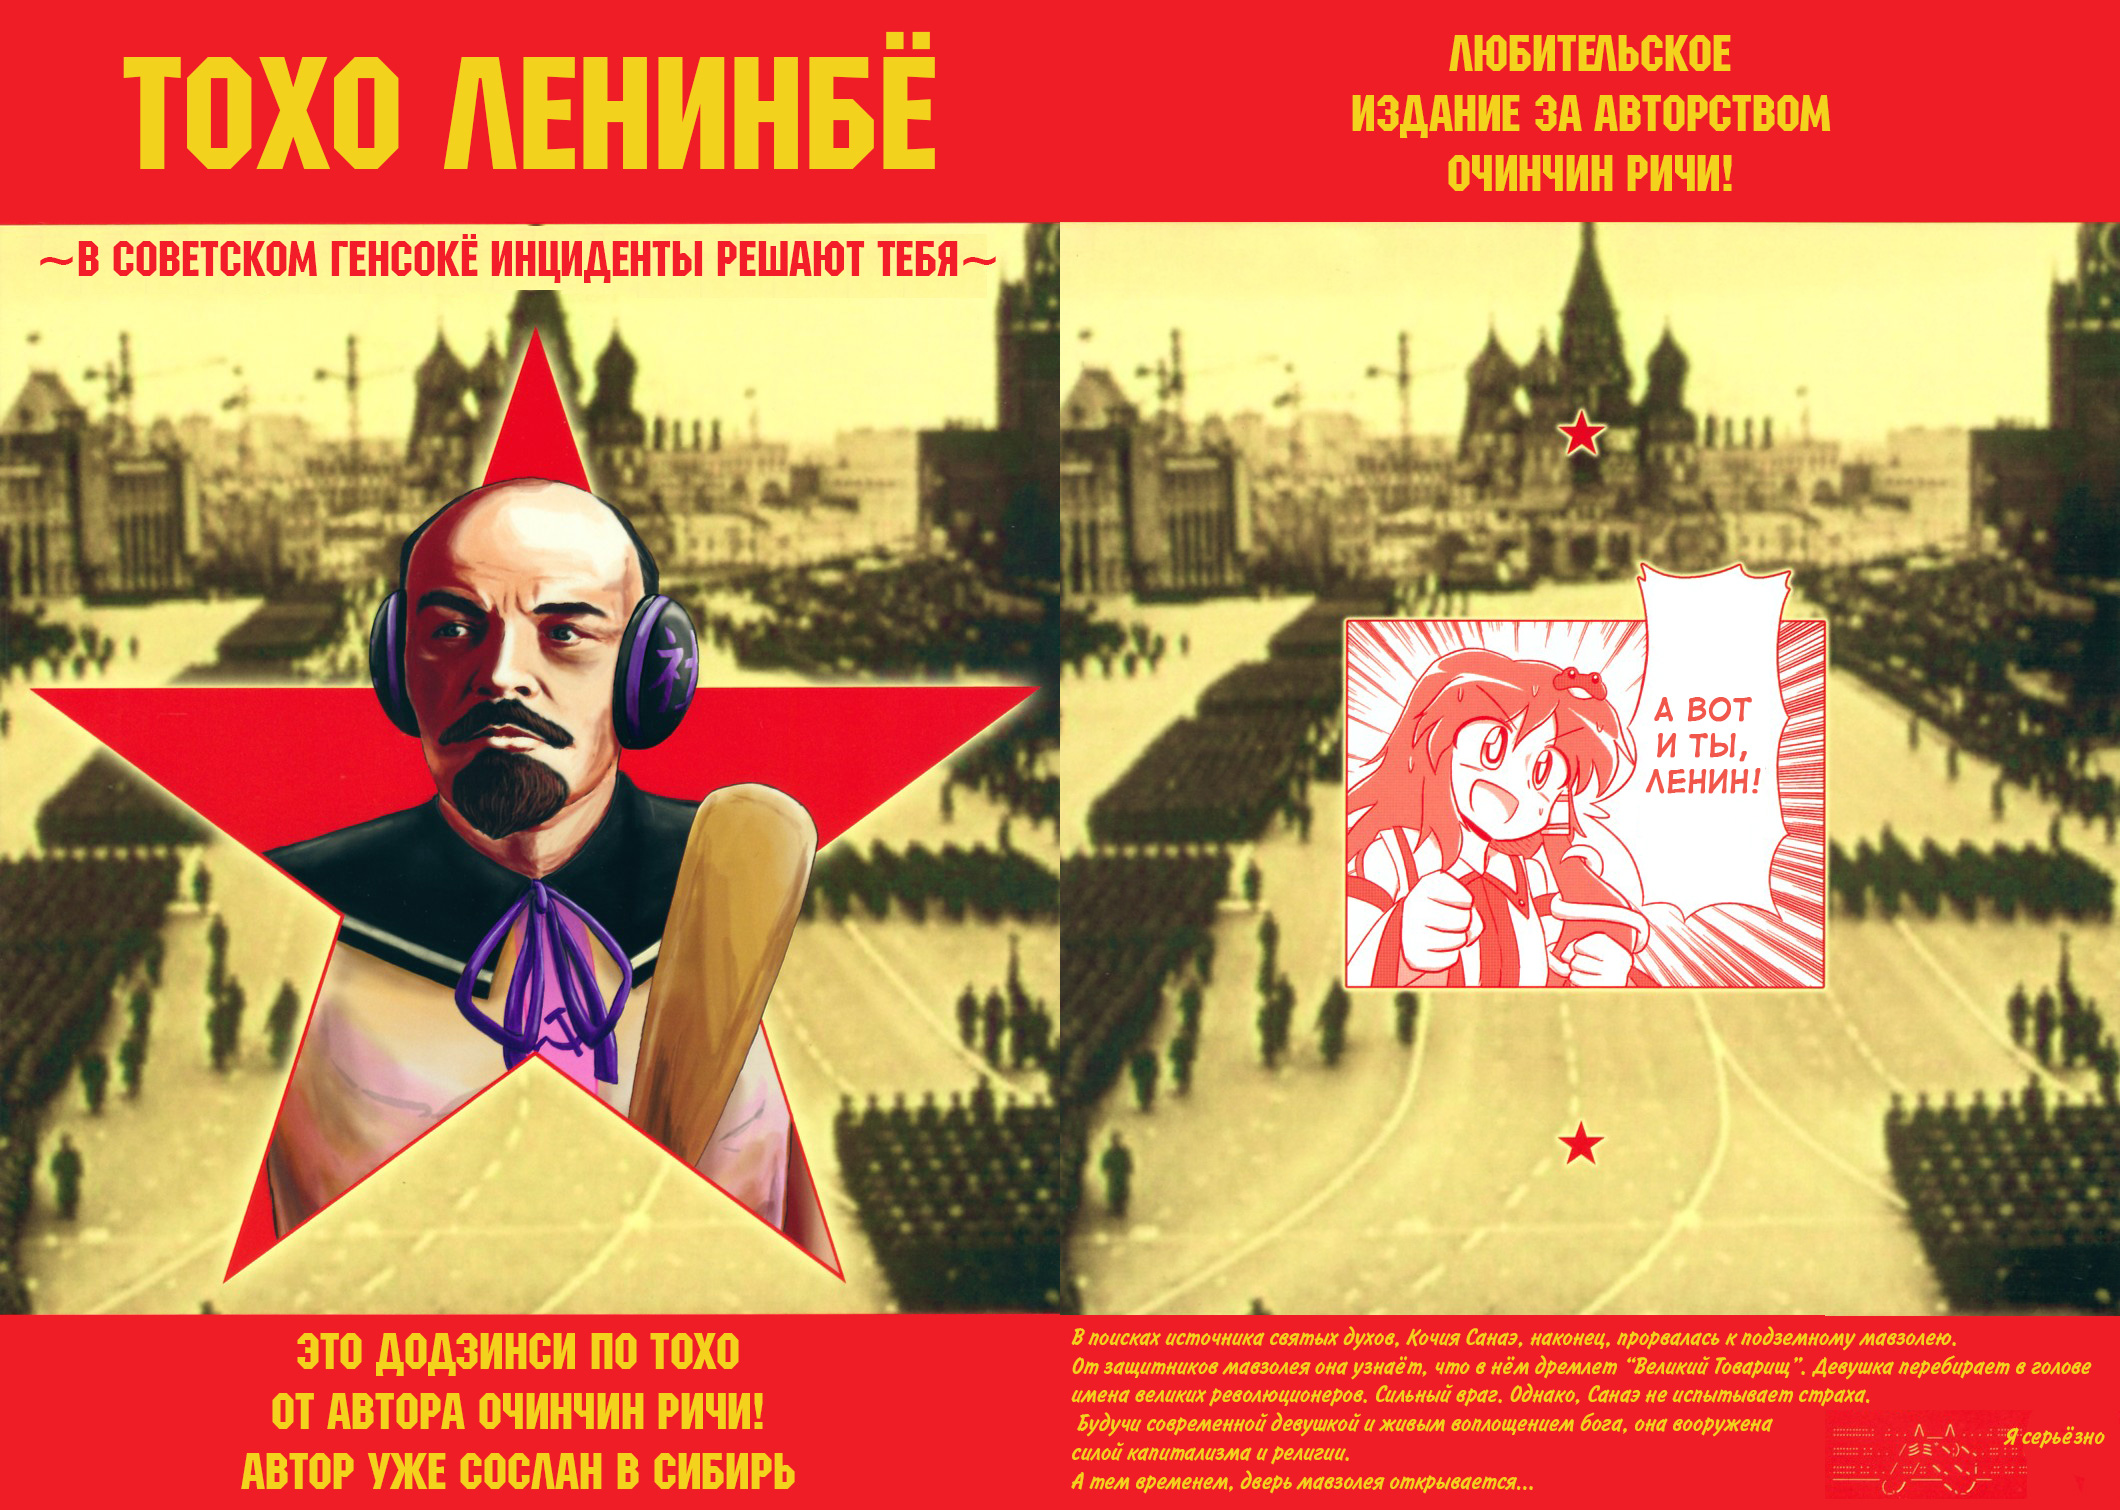 ТОХО ЛЕНИНБЁ
~В СОВЕТСКОМ ГЕНСОКЁ ИНЦИДЕНТЫ РЕШАЮТ ТЕБЯ~
社
ЭТО ДОДЗИНСИ ПО ТОХО
ОТ АВТОРА ОЧИНЧИН РИЧИ!
АВТОР УЖЕ СОСЛАН В СИБИРЬ
ЛЮБИТЕЛЬСКОЕ
ИЗДАНИЕ ЗА АВТОРСТВОМ
ОЧИНЧИН РИЧИ!
А ВОТ
И ТЫ,
ЛЕНИН!
В поисках источника святых духов, Кочия Санаэ, наконец, прорвалась к подземному мавзолею.
От защитников мавзолея она узнаёт, что в нём дремлет “Великий Товарищ”. Девушка перебирает в голове
имена великих революционеров. Сильный враг. Однако, Санаэ не испытывает страха.
Будучи современной девушкой и живым воплощением бога, она вооружена
силой капитализма и религии.
А тем временем, дверь мавзолея открывается...
Я серьёзно